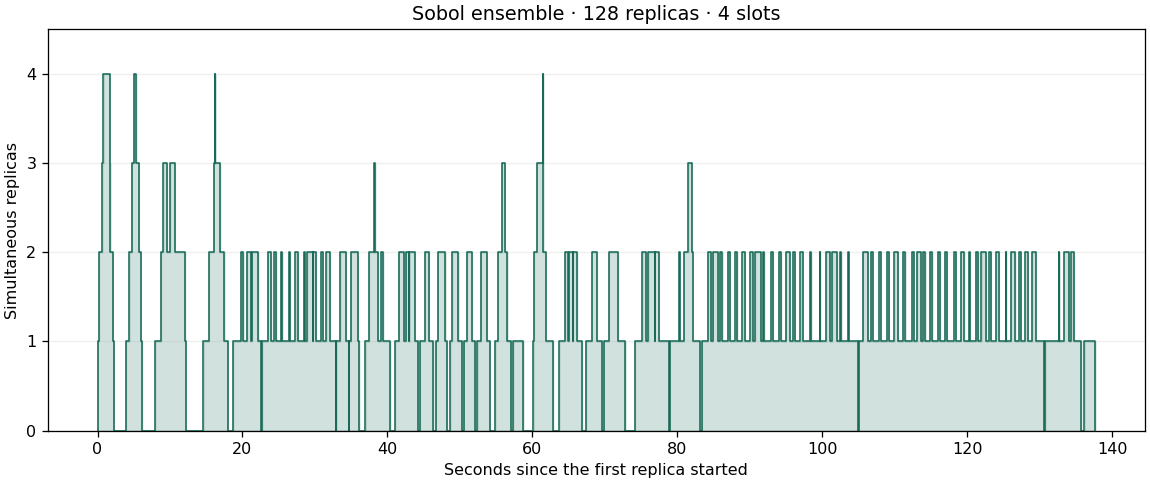 Sobol ensemble · 128 replicas · 4 slots
Simultaneous replicas
4
3
2
1
0
0 20 40 60 80 100 120 140
Seconds since the first replica started